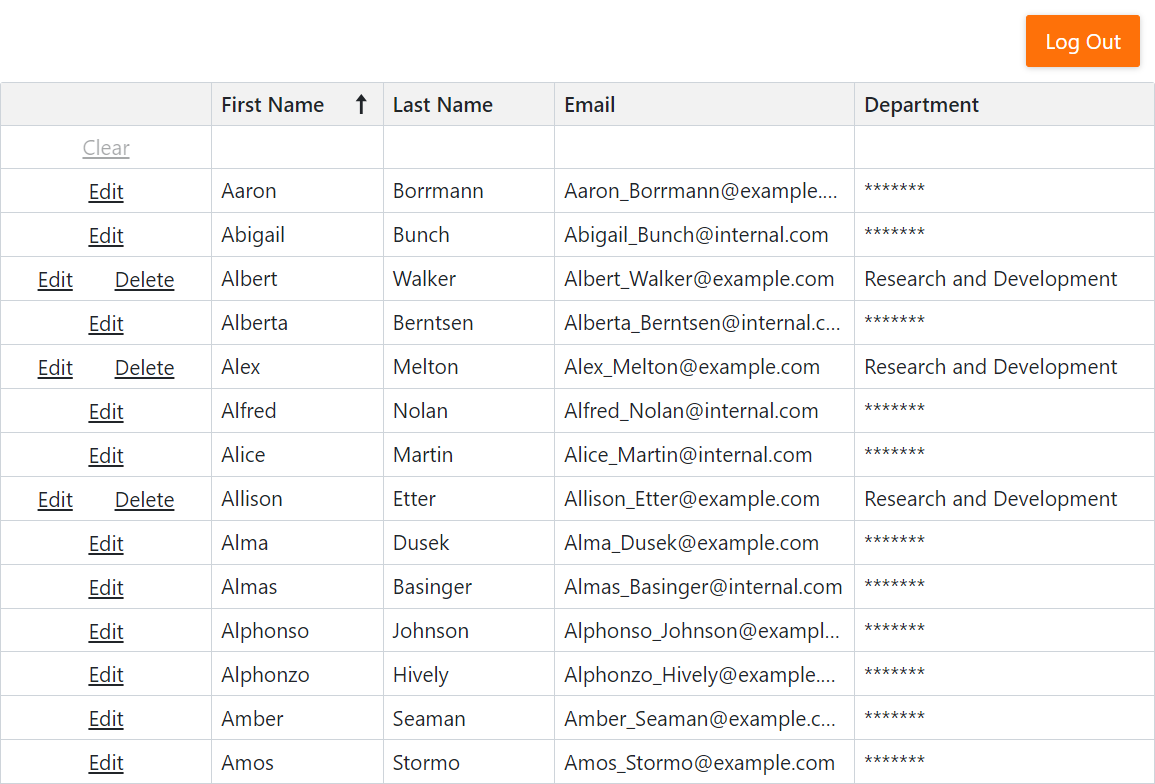 Log Out
First Name ↑ Last Name Email Department
Clear
Edit Aaron Borrmann Aaron_Borrmann@example.... *******
Edit Abigail Bunch Abigail_Bunch@internal.com *******
Edit Delete Albert Walker Albert_Walker@example.com Research and Development
Edit Alberta Berntsen Alberta_Berntsen@internal.c... *******
Edit Delete Alex Melton Alex_Melton@example.com Research and Development
Edit Alfred Nolan Alfred_Nolan@internal.com *******
Edit Alice Martin Alice_Martin@internal.com *******
Edit Delete Allison Etter Allison_Etter@example.com Research and Development
Edit Alma Dusek Alma_Dusek@example.com *******
Edit Almas Basinger Almas_Basinger@internal.com *******
Edit Alphonso Johnson Alphonso_Johnson@exampl... *******
Edit Alphonzo Hively Alphonzo_Hively@example.... *******
Edit Amber Seaman Amber_Seaman@example.c... *******
Edit Amos Stormo Amos_Stormo@example.com *******